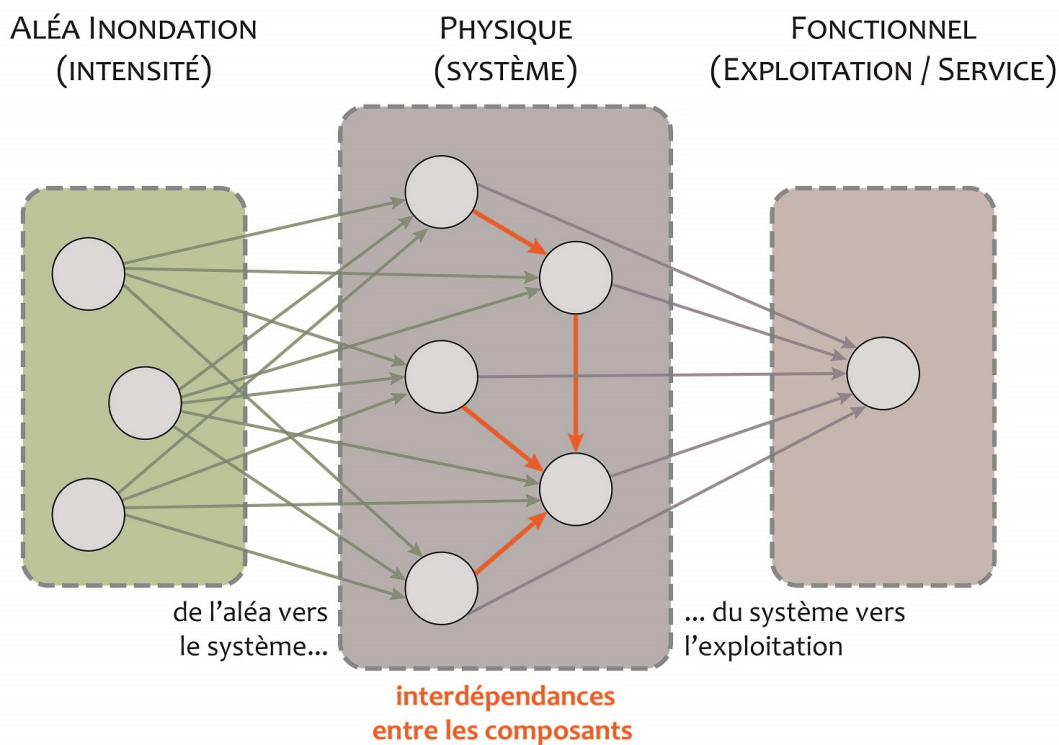 Aléa Inondation
(intensité)
Physique
(système)
Fonctionnel
(Exploitation / Service)
de l'aléa vers
le système...
... du système vers
l'exploitation
interdépendances
entre les composants